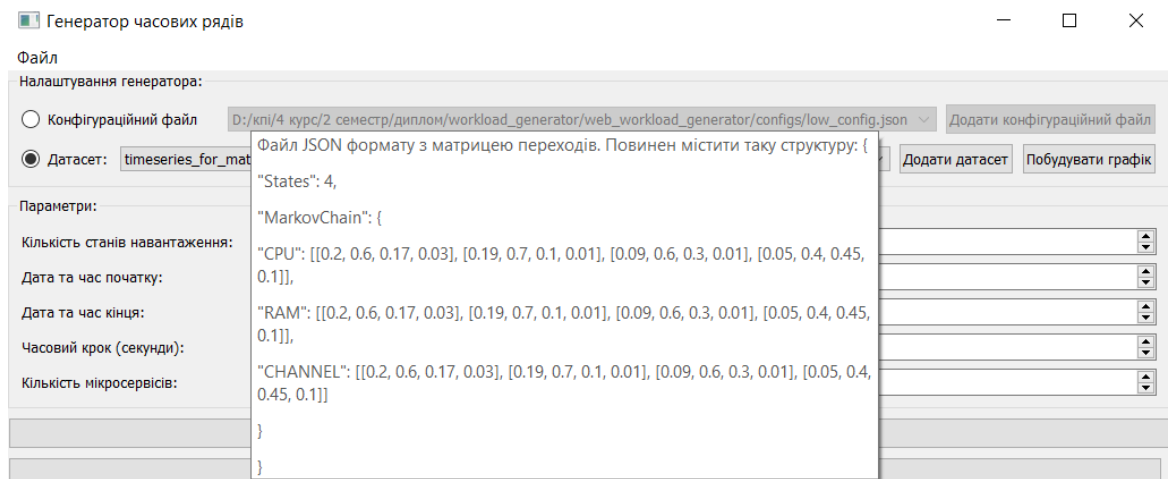 Генератор часових рядів
Файл
Налаштування генератора:
Конфігураційний файл
D:/кпі/4 курс/2 семестр/диплом/workload_generator/web_workload_generator/configs/low_config.json
Додати конфігураційний файл
Датасет:
timeseries_for_mat
Додати датасет
Побудувати графік
Файл JSON формату з матрицею переходів. Повинен містити таку структуру: {
"States": 4,
"MarkovChain": {
"CPU": [[0.2, 0.6, 0.17, 0.03], [0.19, 0.7, 0.1, 0.01], [0.09, 0.6, 0.3, 0.01], [0.05, 0.4, 0.45,
0.1]],
"RAM": [[0.2, 0.6, 0.17, 0.03], [0.19, 0.7, 0.1, 0.01], [0.09, 0.6, 0.3, 0.01], [0.05, 0.4, 0.45,
0.1]],
"CHANNEL": [[0.2, 0.6, 0.17, 0.03], [0.19, 0.7, 0.1, 0.01], [0.09, 0.6, 0.3, 0.01], [0.05, 0.4,
0.45, 0.1]]
}
}
Параметри:
Кількість станів навантаження:
Дата та час початку:
Дата та час кінця:
Часовий крок (секунди):
Кількість мікросервісів: